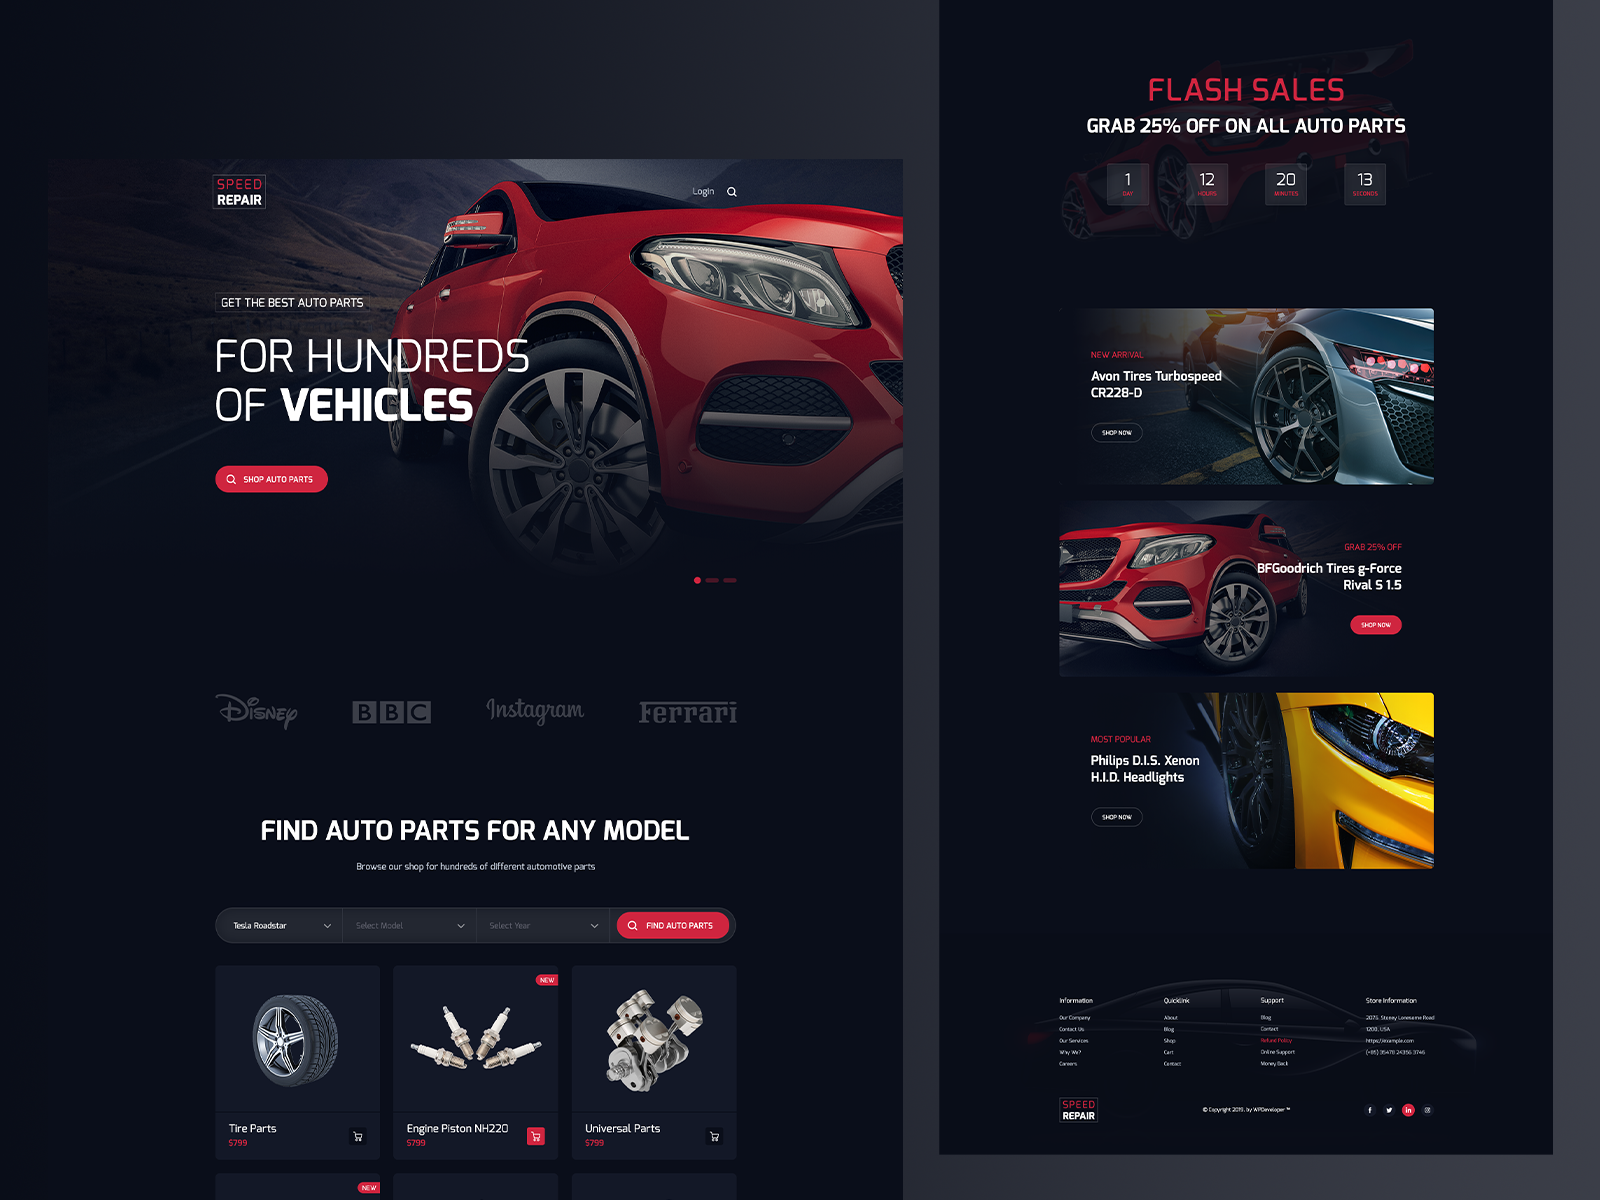 SPEED
REPAIR
Login
GET THE BEST AUTO PARTS
FOR HUNDREDS
OF VEHICLES
SHOP AUTO PARTS
Disney
BBC
Instagram
Ferrari
FIND AUTO PARTS FOR ANY MODEL
Browse our shop for hundreds of different automotive parts
Tesla Roadstar
Select Model
Select Year
FIND AUTO PARTS
NEW
Tire Parts
$799
Engine Piston NH220
$799
Universal Parts
$799
NEW
FLASH SALES
GRAB 25% OFF ON ALL AUTO PARTS
1
DAY
12
HOURS
20
MINUTES
13
SECONDS
NEW ARRIVAL
Avon Tires Turbospeed
CR228-D
SHOP NOW
GRAB 25% OFF
BFGoodrich Tires g-Force
Rival S 1.5
SHOP NOW
MOST POPULAR
Philips D.I.S. Xenon
H.I.D. Headlights
SHOP NOW
Information
Our Company
Contact Us
Our Services
Why We?
Careers
Quicklink
About
Blog
Shop
Cart
Contact
Support
Blog
Contact
Refund Policy
Online Support
Money Back
Store Information
2076, Stoney Lonesome Road
1200, USA
https://example.com
(+85) 35478 24356 3746
SPEED
REPAIR
© Copyright 2019, by WPDeveloper ™